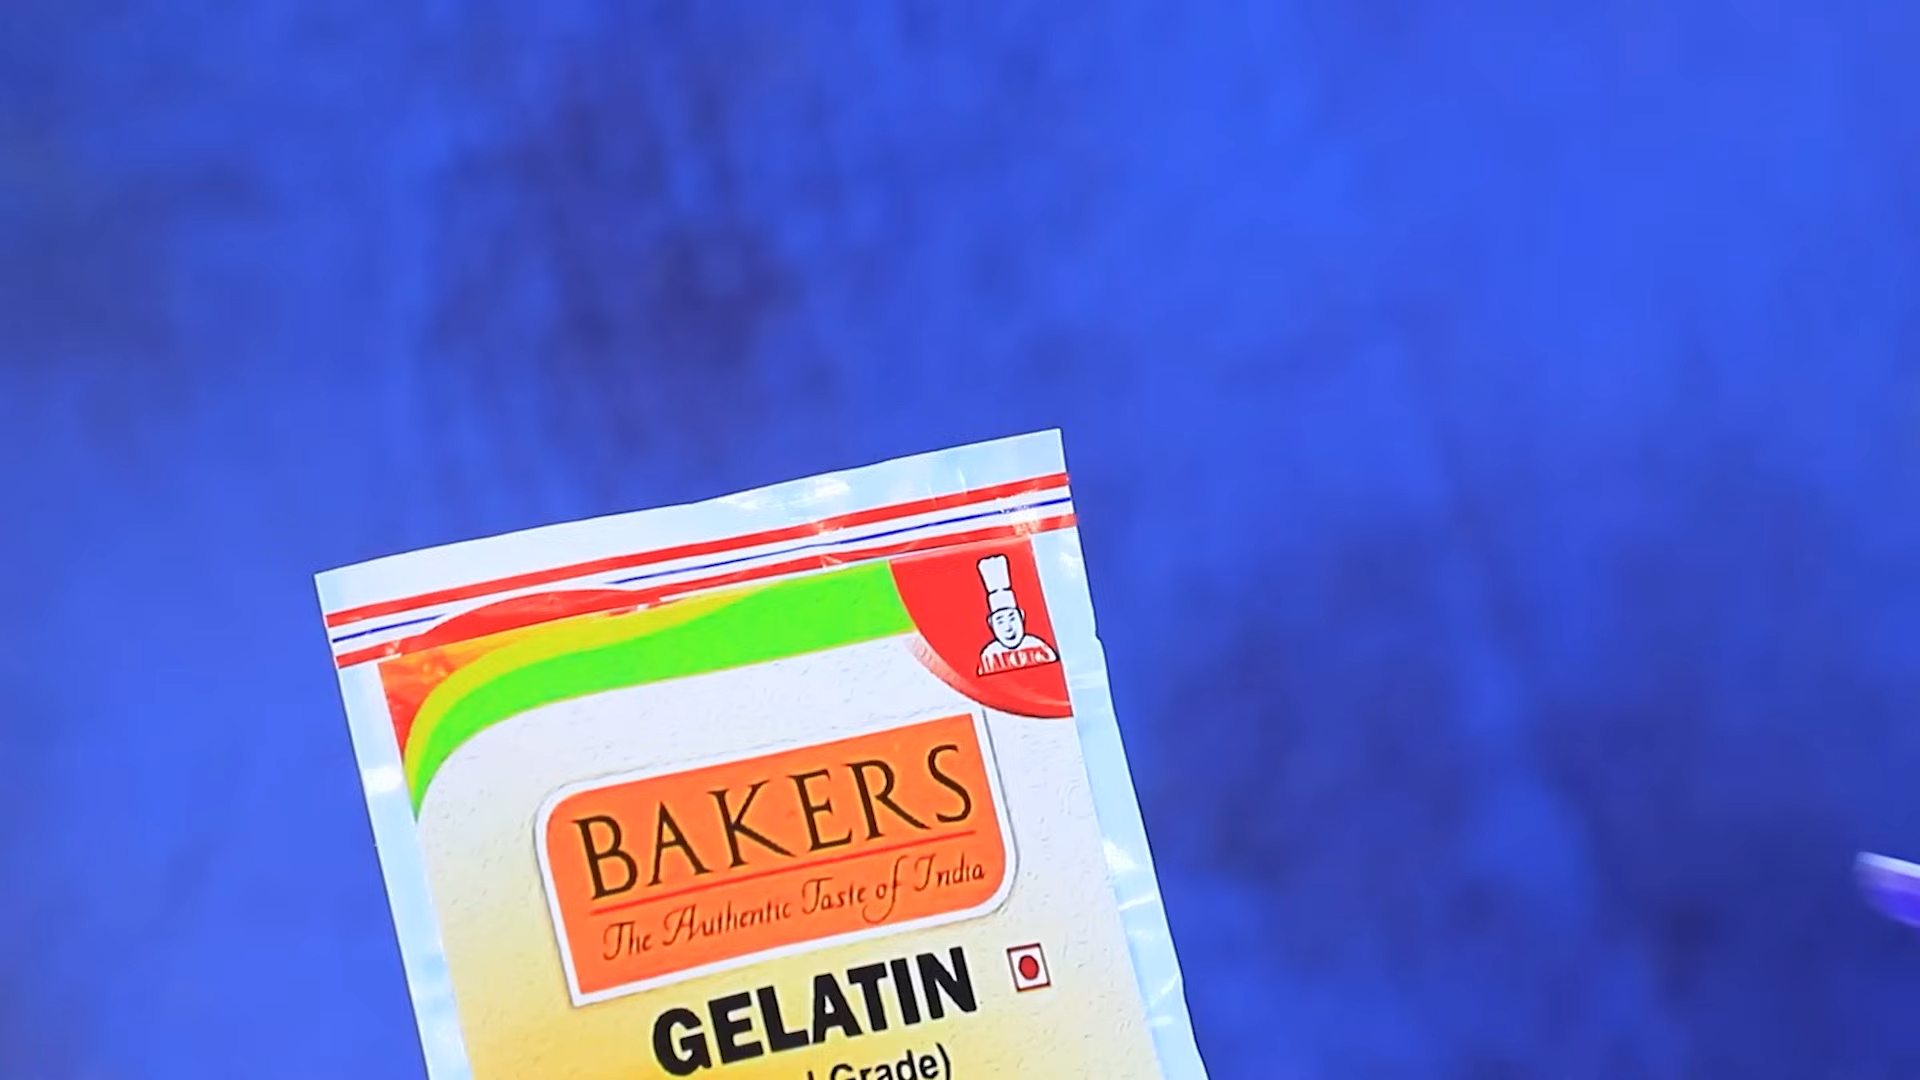 BAKERS
The Authentic Taste of India
GELATIN
Grade)